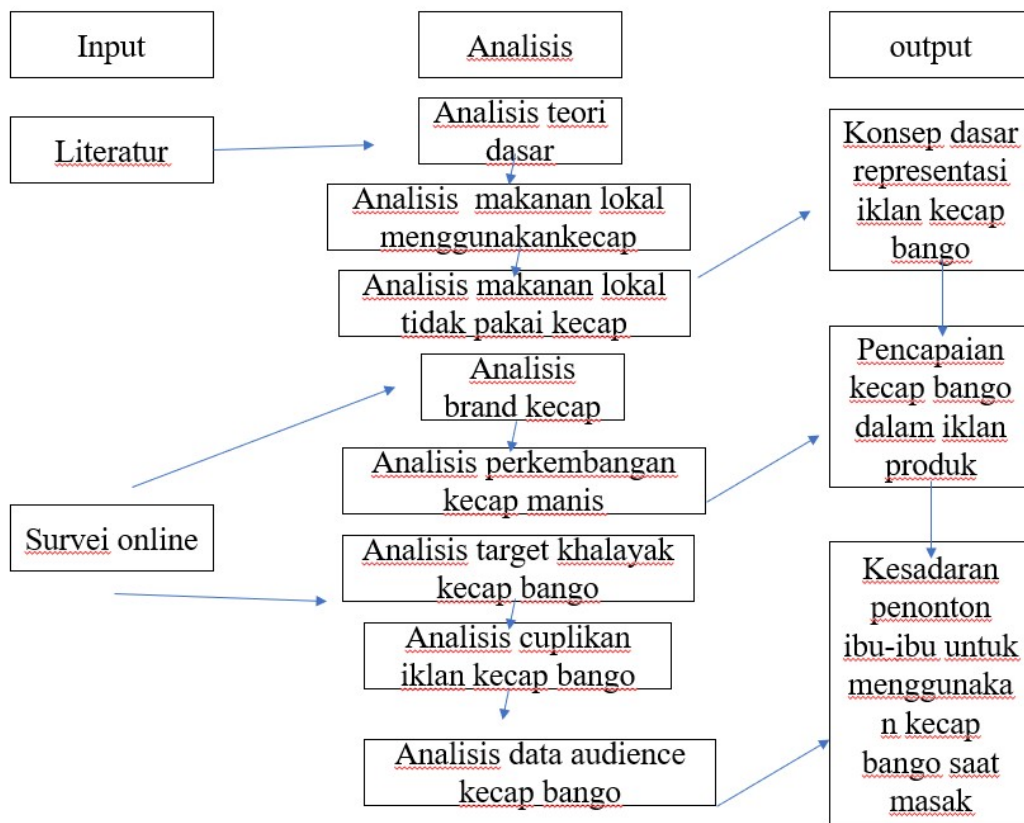 Input
Analisis
output
Literatur
Analisis teori
dasar
Analisis makanan lokal
menggunakankecap
Analisis makanan lokal
tidak pakai kecap
Konsep dasar
representasi
iklan kecap
bango
Survei online
Analisis
brand kecap
Analisis perkembangan
kecap manis
Pencapaian
kecap bango
dalam iklan
produk
Analisis target khalayak
kecap bango
Analisis cuplikan
iklan kecap bango
Analisis data audience
kecap bango
Kesadaran
penonton
ibu-ibu untuk
menggunaka
n kecap
bango saat
masak